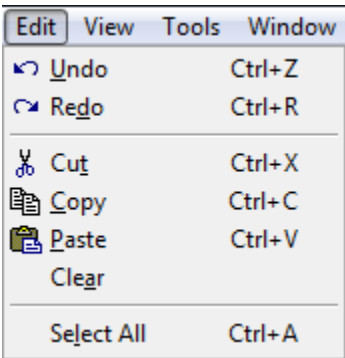 Edit View Tools Window
Undo Ctrl+Z
Redo Ctrl+R
Cut Ctrl+X
Copy Ctrl+C
Paste Ctrl+V
Clear
Select All Ctrl+A